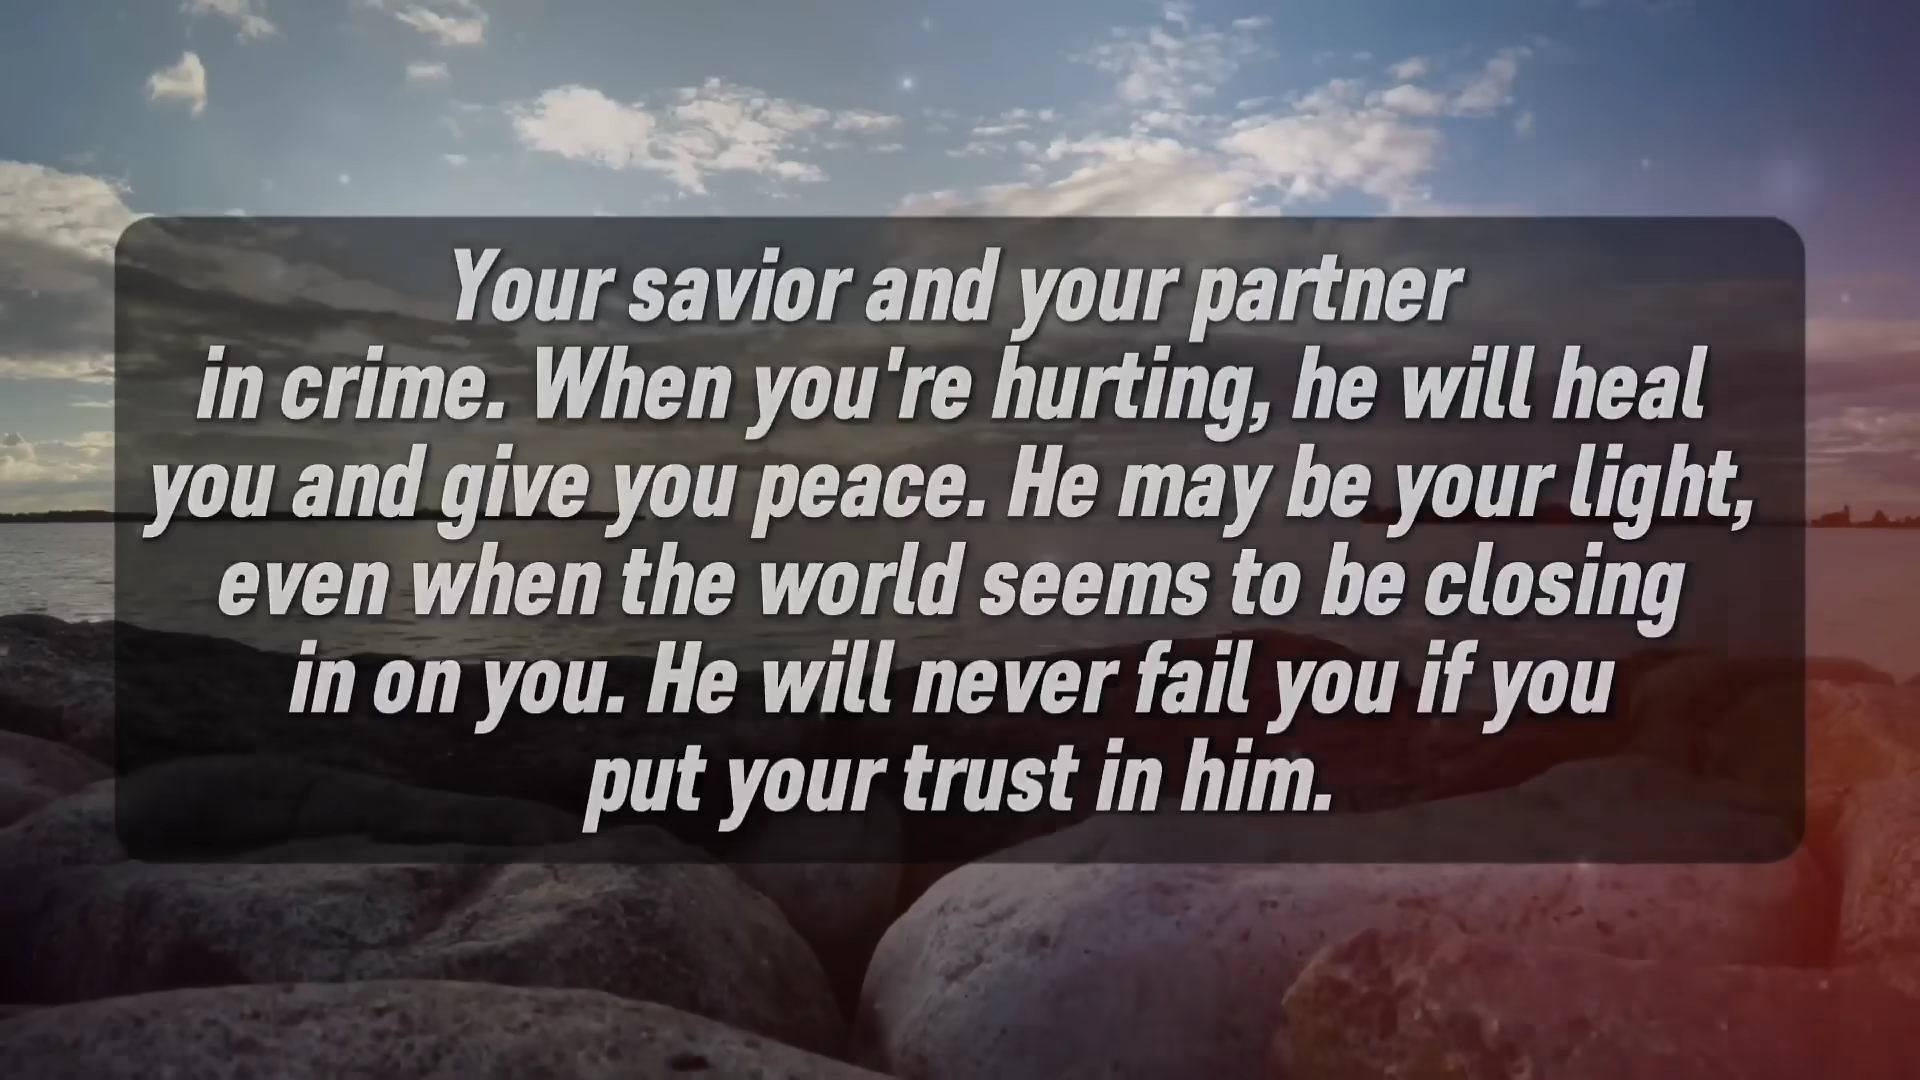 Your savior and your partner
in crime. When you're hurting, he will heal
you and give you peace. He may be your light,
even when the world seems to be closing
in on you. He will never fail you if you
put your trust in him.